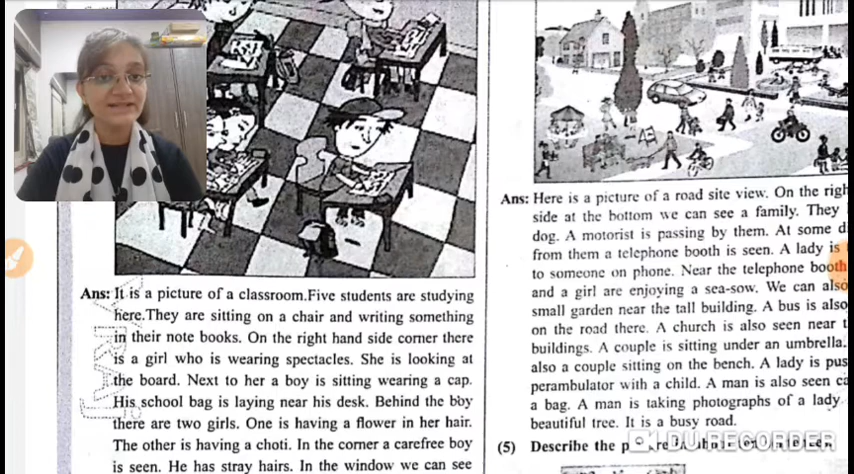 Ans: It is a picture of a classroom.Five students are studying
here.They are sitting on a chair and writing something
in their note books. On the right hand side corner there
is a girl who is wearing spectacles. She is looking at
the board. Next to her a boy is sitting wearing a cap.
His school bag is laying near his desk. Behind the boy
there are two girls. One is having a flower in her hair.
The other is having a choti. In the corner a carefree boy
is seen. He has stray hairs. In the window we can see
Ans: Here is a picture of a road site view. On the righ
side at the bottom we can see a family. They
dog. A motorist is passing by them. At some d
from them a telephone booth is seen. A lady is
to someone on phone. Near the telephone booth
and a girl are enjoying a sea-sow. We can also
small garden near the tall building. A bus is also
on the road there. A church is also seen near t
buildings. A couple is sitting under an umbrella.
also a couple sitting on the bench. A lady is pus
perambulator with a child. A man is also seen ca
a bag. A man is taking photographs of a lady
beautiful tree. It is a busy road.
(5) Describe the
DU RECORDER